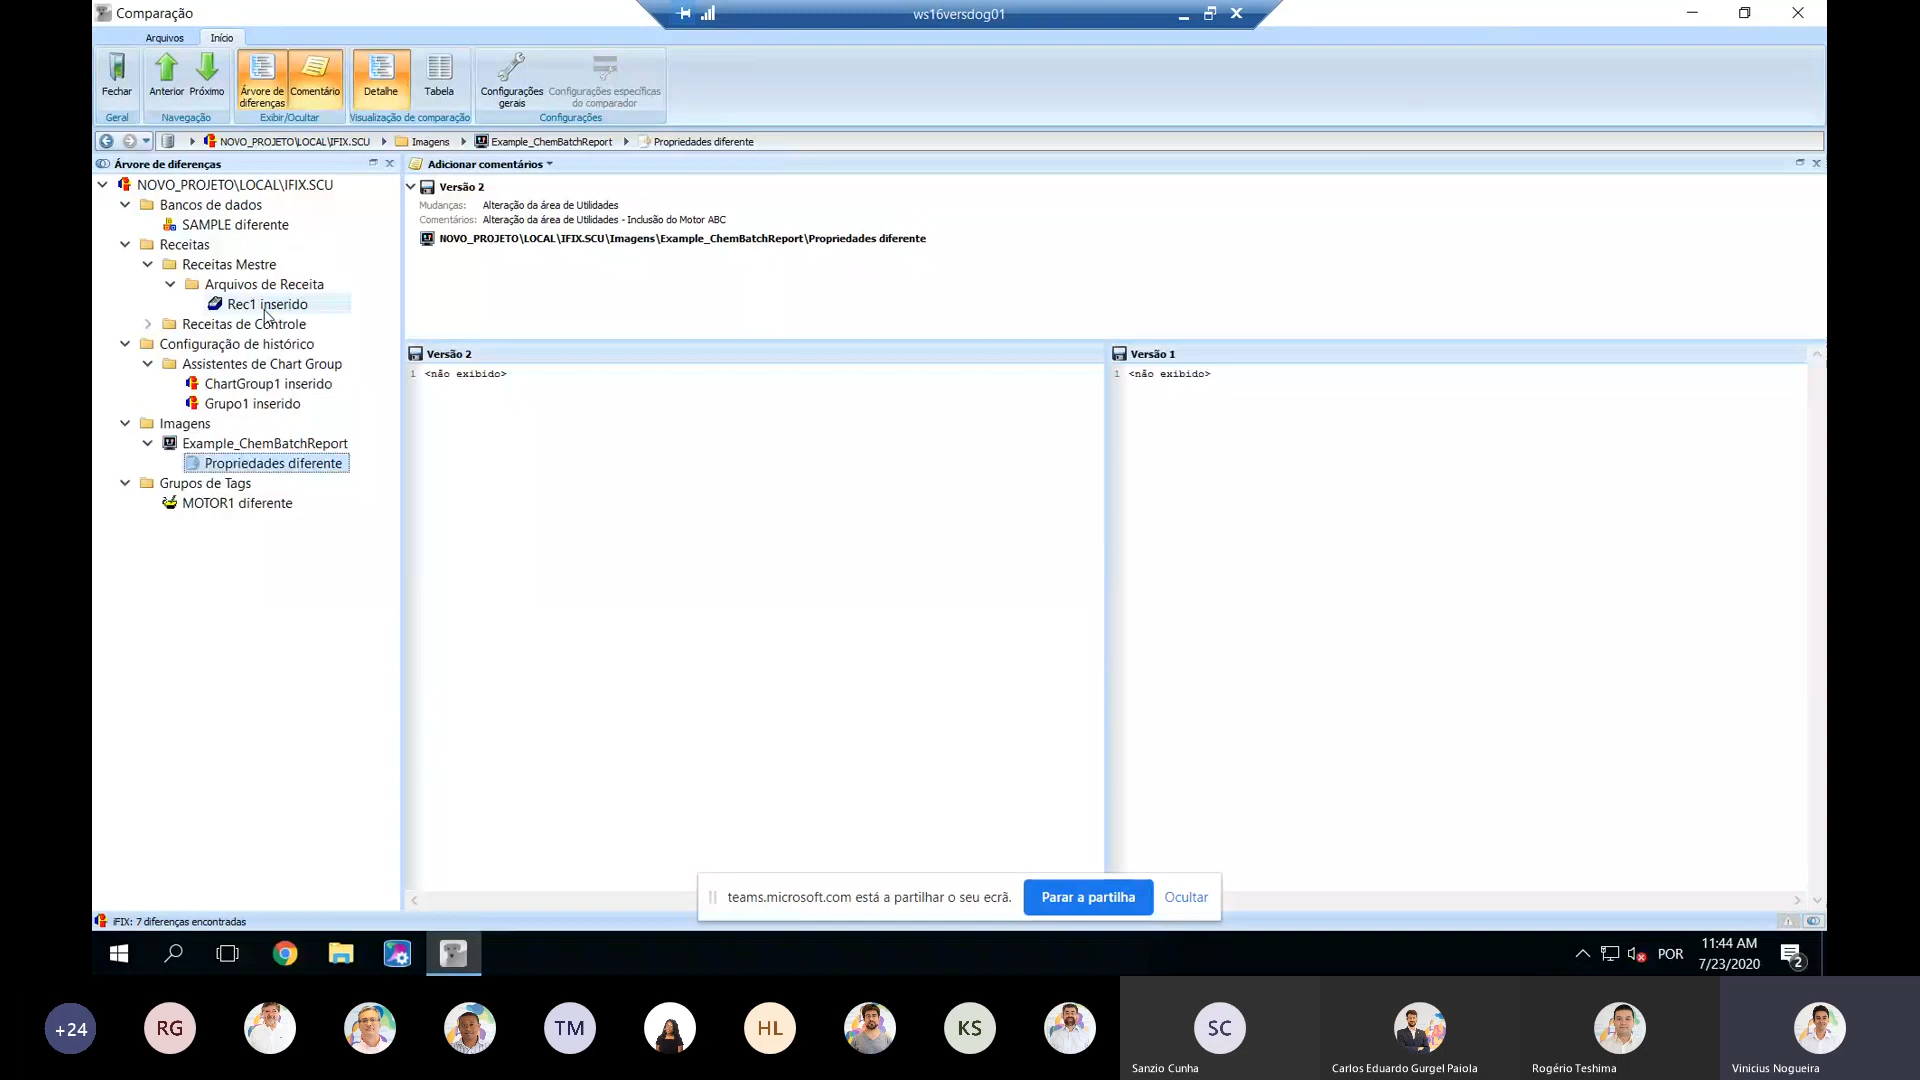 Comparação
ws16versdog01
Arquivos
Início
Fechar
Anterior
Próximo
Árvore de diferenças
Comentário
Detalhe
Tabela
Configurações gerais
Configurações específicas do comparador
Geral
Navegação
Exibir/Ocultar
Visualização de comparação
Configurações
NOVO_PROJETO\LOCAL\IFIX.SCU
Imagens
Example_ChemBatchReport
Propriedades diferente
Árvore de diferenças
NOVO_PROJETO\LOCAL\IFIX.SCU
Bancos de dados
SAMPLE diferente
Receitas
Receitas Mestre
Arquivos de Receita
Rec1 inserido
Receitas de Controle
Configuração de histórico
Assistentes de Chart Group
ChartGroup1 inserido
Grupo1 inserido
Imagens
Example_ChemBatchReport
Propriedades diferente
Grupos de Tags
MOTOR1 diferente
Adicionar comentários
Versão 2
Mudanças: Alteração da área de Utilidades
Comentários: Alteração da área de Utilidades - Inclusão do Motor ABC
NOVO_PROJETO\LOCAL\IFIX.SCU\Imagens\Example_ChemBatchReport\Propriedades diferente
Versão 2
1 <não exibido>
Versão 1
1 <não exibido>
teams.microsoft.com está a partilhar o seu ecrã.
Parar a partilha
Ocultar
iFIX: 7 diferenças encontradas
POR
11:44 AM
7/23/2020
2
+24
RG
TM
HL
KS
SC
Sanzio Cunha
Carlos Eduardo Gurgel Paiola
Rogério Teshima
Vinicius Nogueira